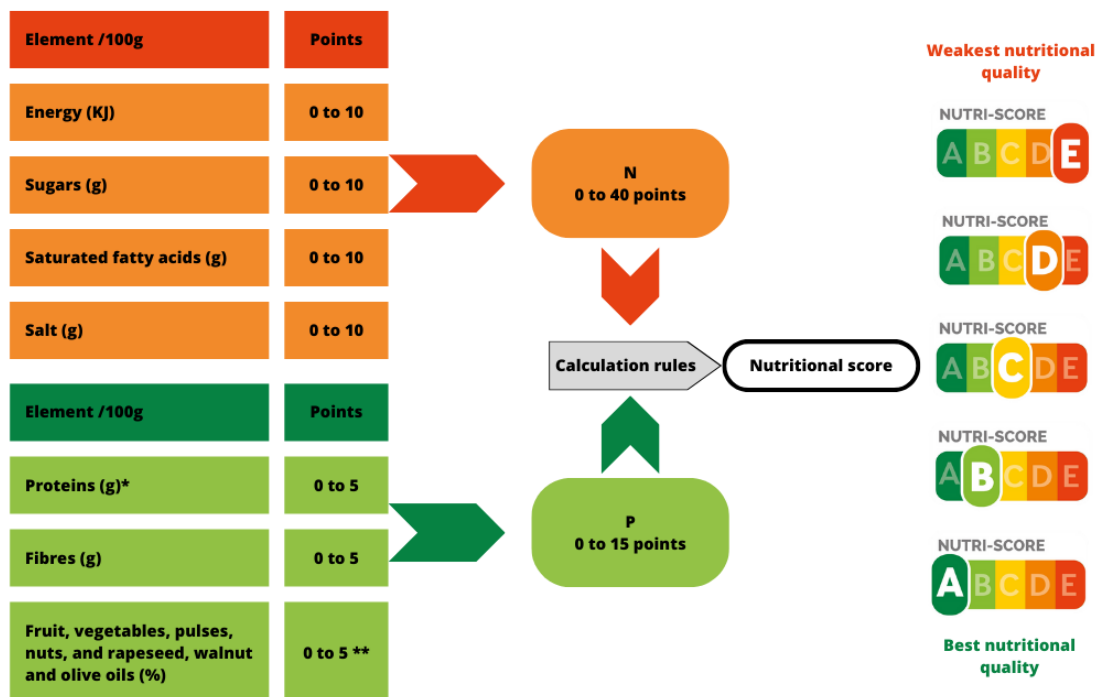 Element /100g
Points
Energy (KJ)
0 to 10
Sugars (g)
0 to 10
Saturated fatty acids (g)
0 to 10
Salt (g)
0 to 10
Element /100g
Points
Proteins (g)*
0 to 5
Fibres (g)
0 to 5
Fruit, vegetables, pulses,
nuts, and rapeseed, walnut
and olive oils (%)
0 to 5 **
N
0 to 40 points
Calculation rules
Nutritional score
P
0 to 15 points
Weakest nutritional
quality
NUTRI-SCORE
A B C D E
NUTRI-SCORE
A B C D E
NUTRI-SCORE
A B C D E
NUTRI-SCORE
A B C D E
NUTRI-SCORE
A B C D E
Best nutritional
quality